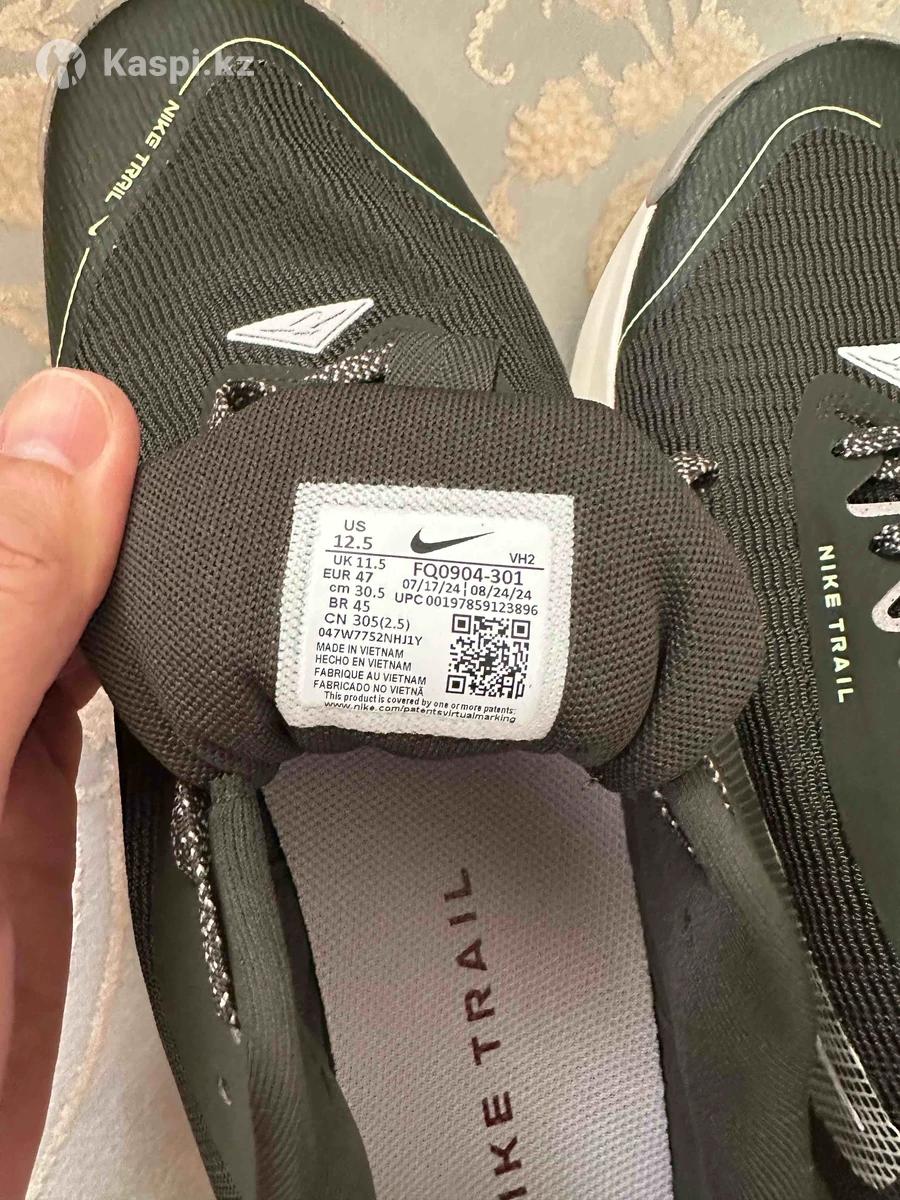 Kaspi.kz
NIKE TRAIL
US
12.5
VH2
UK 11.5
FQ0904-301
EUR 47
07/17/24 | 08/24/24
cm 30.5
UPC 00197859123896
BR 45
CN 305(2.5)
047W7752NHJ1Y
MADE IN VIETNAM
HECHO EN VIETNAM
FABRIQUE AU VIETNAM
FABRICADO NO VIETNÃ
This product is covered by one or more patents;
www.nike.com/patentsvirtualmarking
NIKE TRAIL
NIKE TRAIL